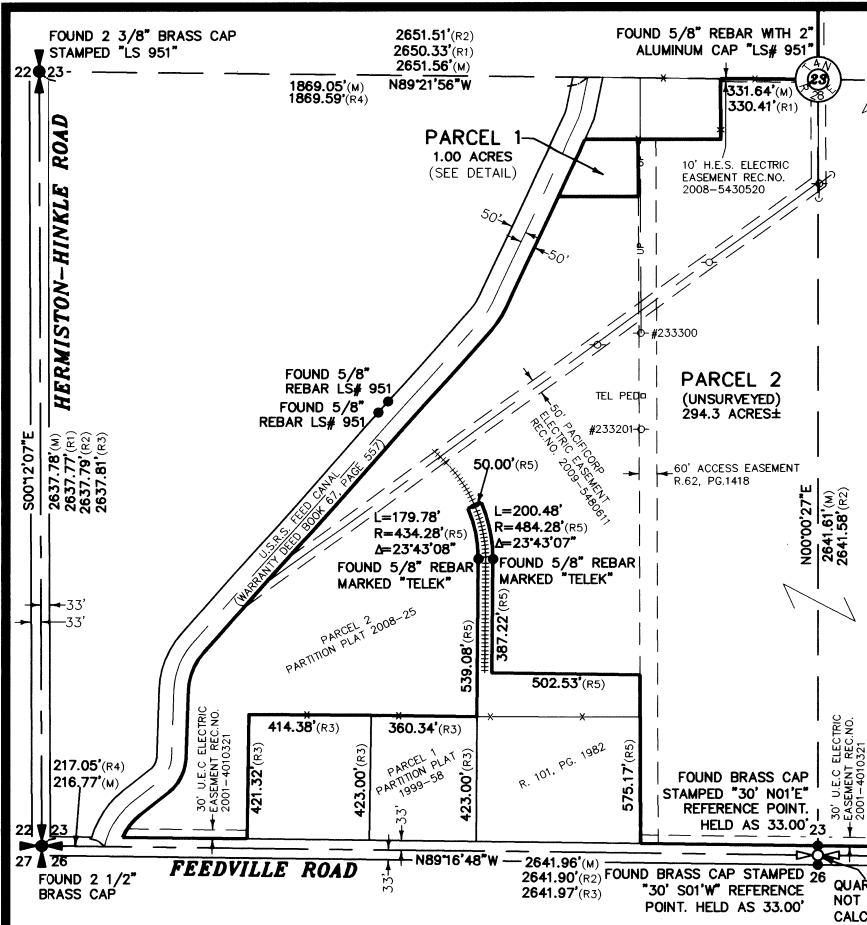 FOUND 2 3/8" BRASS CAP
STAMPED "LS 951"
22
23
2651.51'(R2)
2650.33'(R1)
2651.56'(M)
N89°21'56"W
1869.05'(M)
1869.59'(R4)
FOUND 5/8" REBAR WITH 2"
ALUMINUM CAP "LS# 951"
T 4 N
23
R 28 E
331.64'(M)
330.41'(R1)
PARCEL 1
1.00 ACRES
(SEE DETAIL)
10' H.E.S. ELECTRIC
EASEMENT REC.NO.
2008-5430520
HERMISTON-HINKLE ROAD
50'
50'
UP
#233300
FOUND 5/8"
REBAR LS# 951
FOUND 5/8"
REBAR LS# 951
PARCEL 2
(UNSURVEYED)
294.3 ACRES±
TEL PED
#233201
50' PACIFICORP
ELECTRIC EASEMENT
REC.NO. 2009-5480611
60' ACCESS EASEMENT
R.62, PG.1418
S00°12'07"E
2637.78'(M)
2637.77'(R1)
2637.79'(R2)
2637.81'(R3)
U.S.R.S. FEED CANAL
(WARRANTY DEED BOOK 67, PAGE 557)
50.00'(R5)
L=179.78'
R=434.28'(R5)
Δ=23°43'08"
L=200.48'
R=484.28'(R5)
Δ=23°43'07"
FOUND 5/8" REBAR
MARKED "TELEK"
FOUND 5/8" REBAR
MARKED "TELEK"
N00°00'27"E
2641.61'(M)
2641.58'(R2)
33'
33'
PARCEL 2
PARTITION PLAT 2008-25
539.08'(R5)
387.22'(R5)
502.53'(R5)
414.38'(R3)
360.34'(R3)
30' U.E.C ELECTRIC
EASEMENT REC.NO.
2001-4010321
421.32'(R3)
423.00'(R3)
PARCEL 1
PARTITION PLAT
1999-58
423.00'(R3)
R. 101, PG. 1982
575.17'(R5)
217.05'(R4)
216.77'(M)
FOUND BRASS CAP
STAMPED "30' N01'E"
REFERENCE POINT.
HELD AS 33.00'
30' U.E.C ELECTRIC
EASEMENT REC.NO.
2001-4010321
33'
33'
22
23
27
26
23
26
FOUND 2 1/2"
BRASS CAP
FEEDVILLE ROAD
N89°16'48"W
2641.96'(M)
2641.90'(R2)
2641.97'(R3)
FOUND BRASS CAP STAMPED
"30' S01'W" REFERENCE
POINT. HELD AS 33.00'
QUAR
NOT
CALC